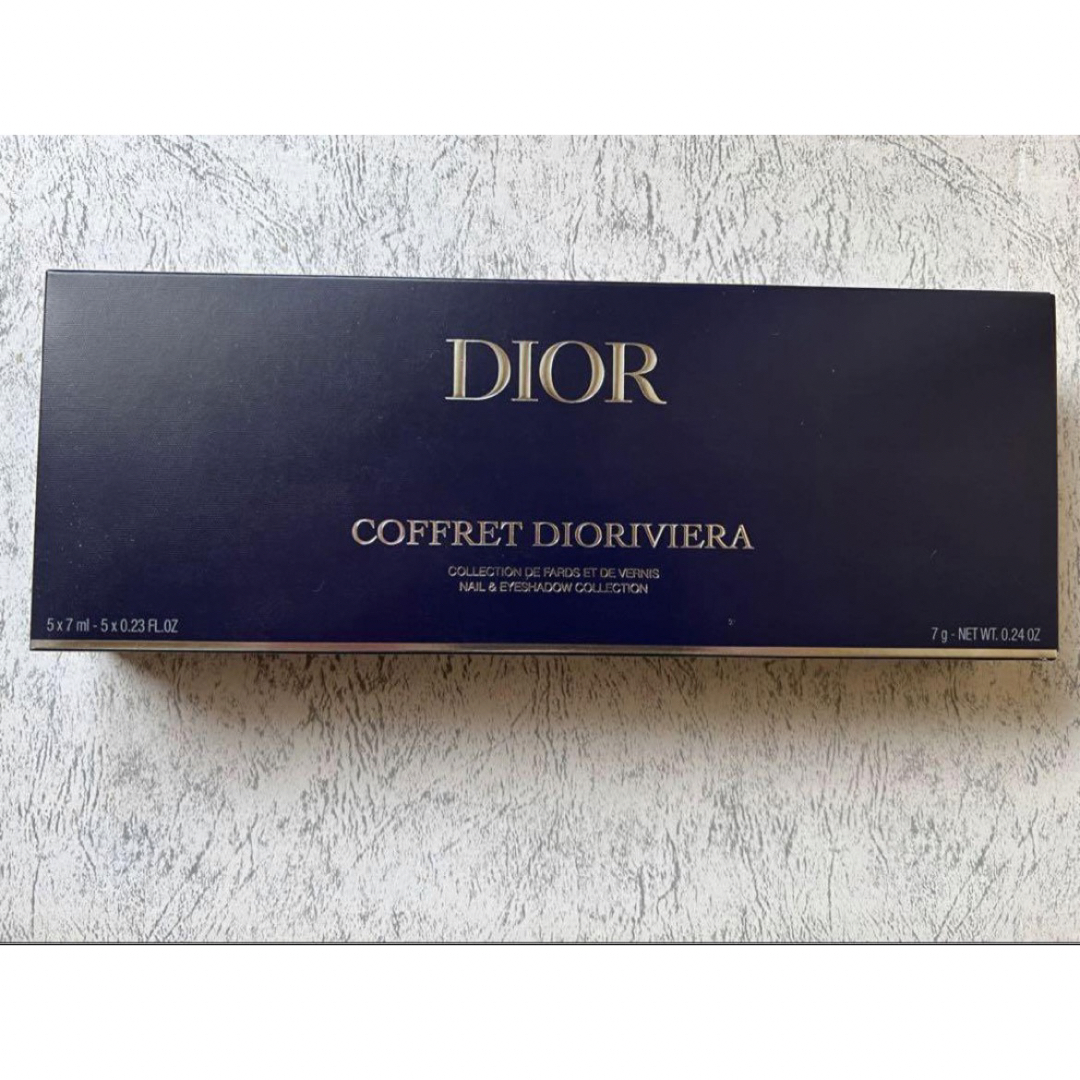 DIOR
COFFRET DIORIVIERA
COLLECTION DE FARDS ET DE VERNIS
NAIL & EYESHADOW COLLECTION
5 x 7 ml - 5 x 0.23 FL.OZ
7 g - NET WT. 0.24 OZ